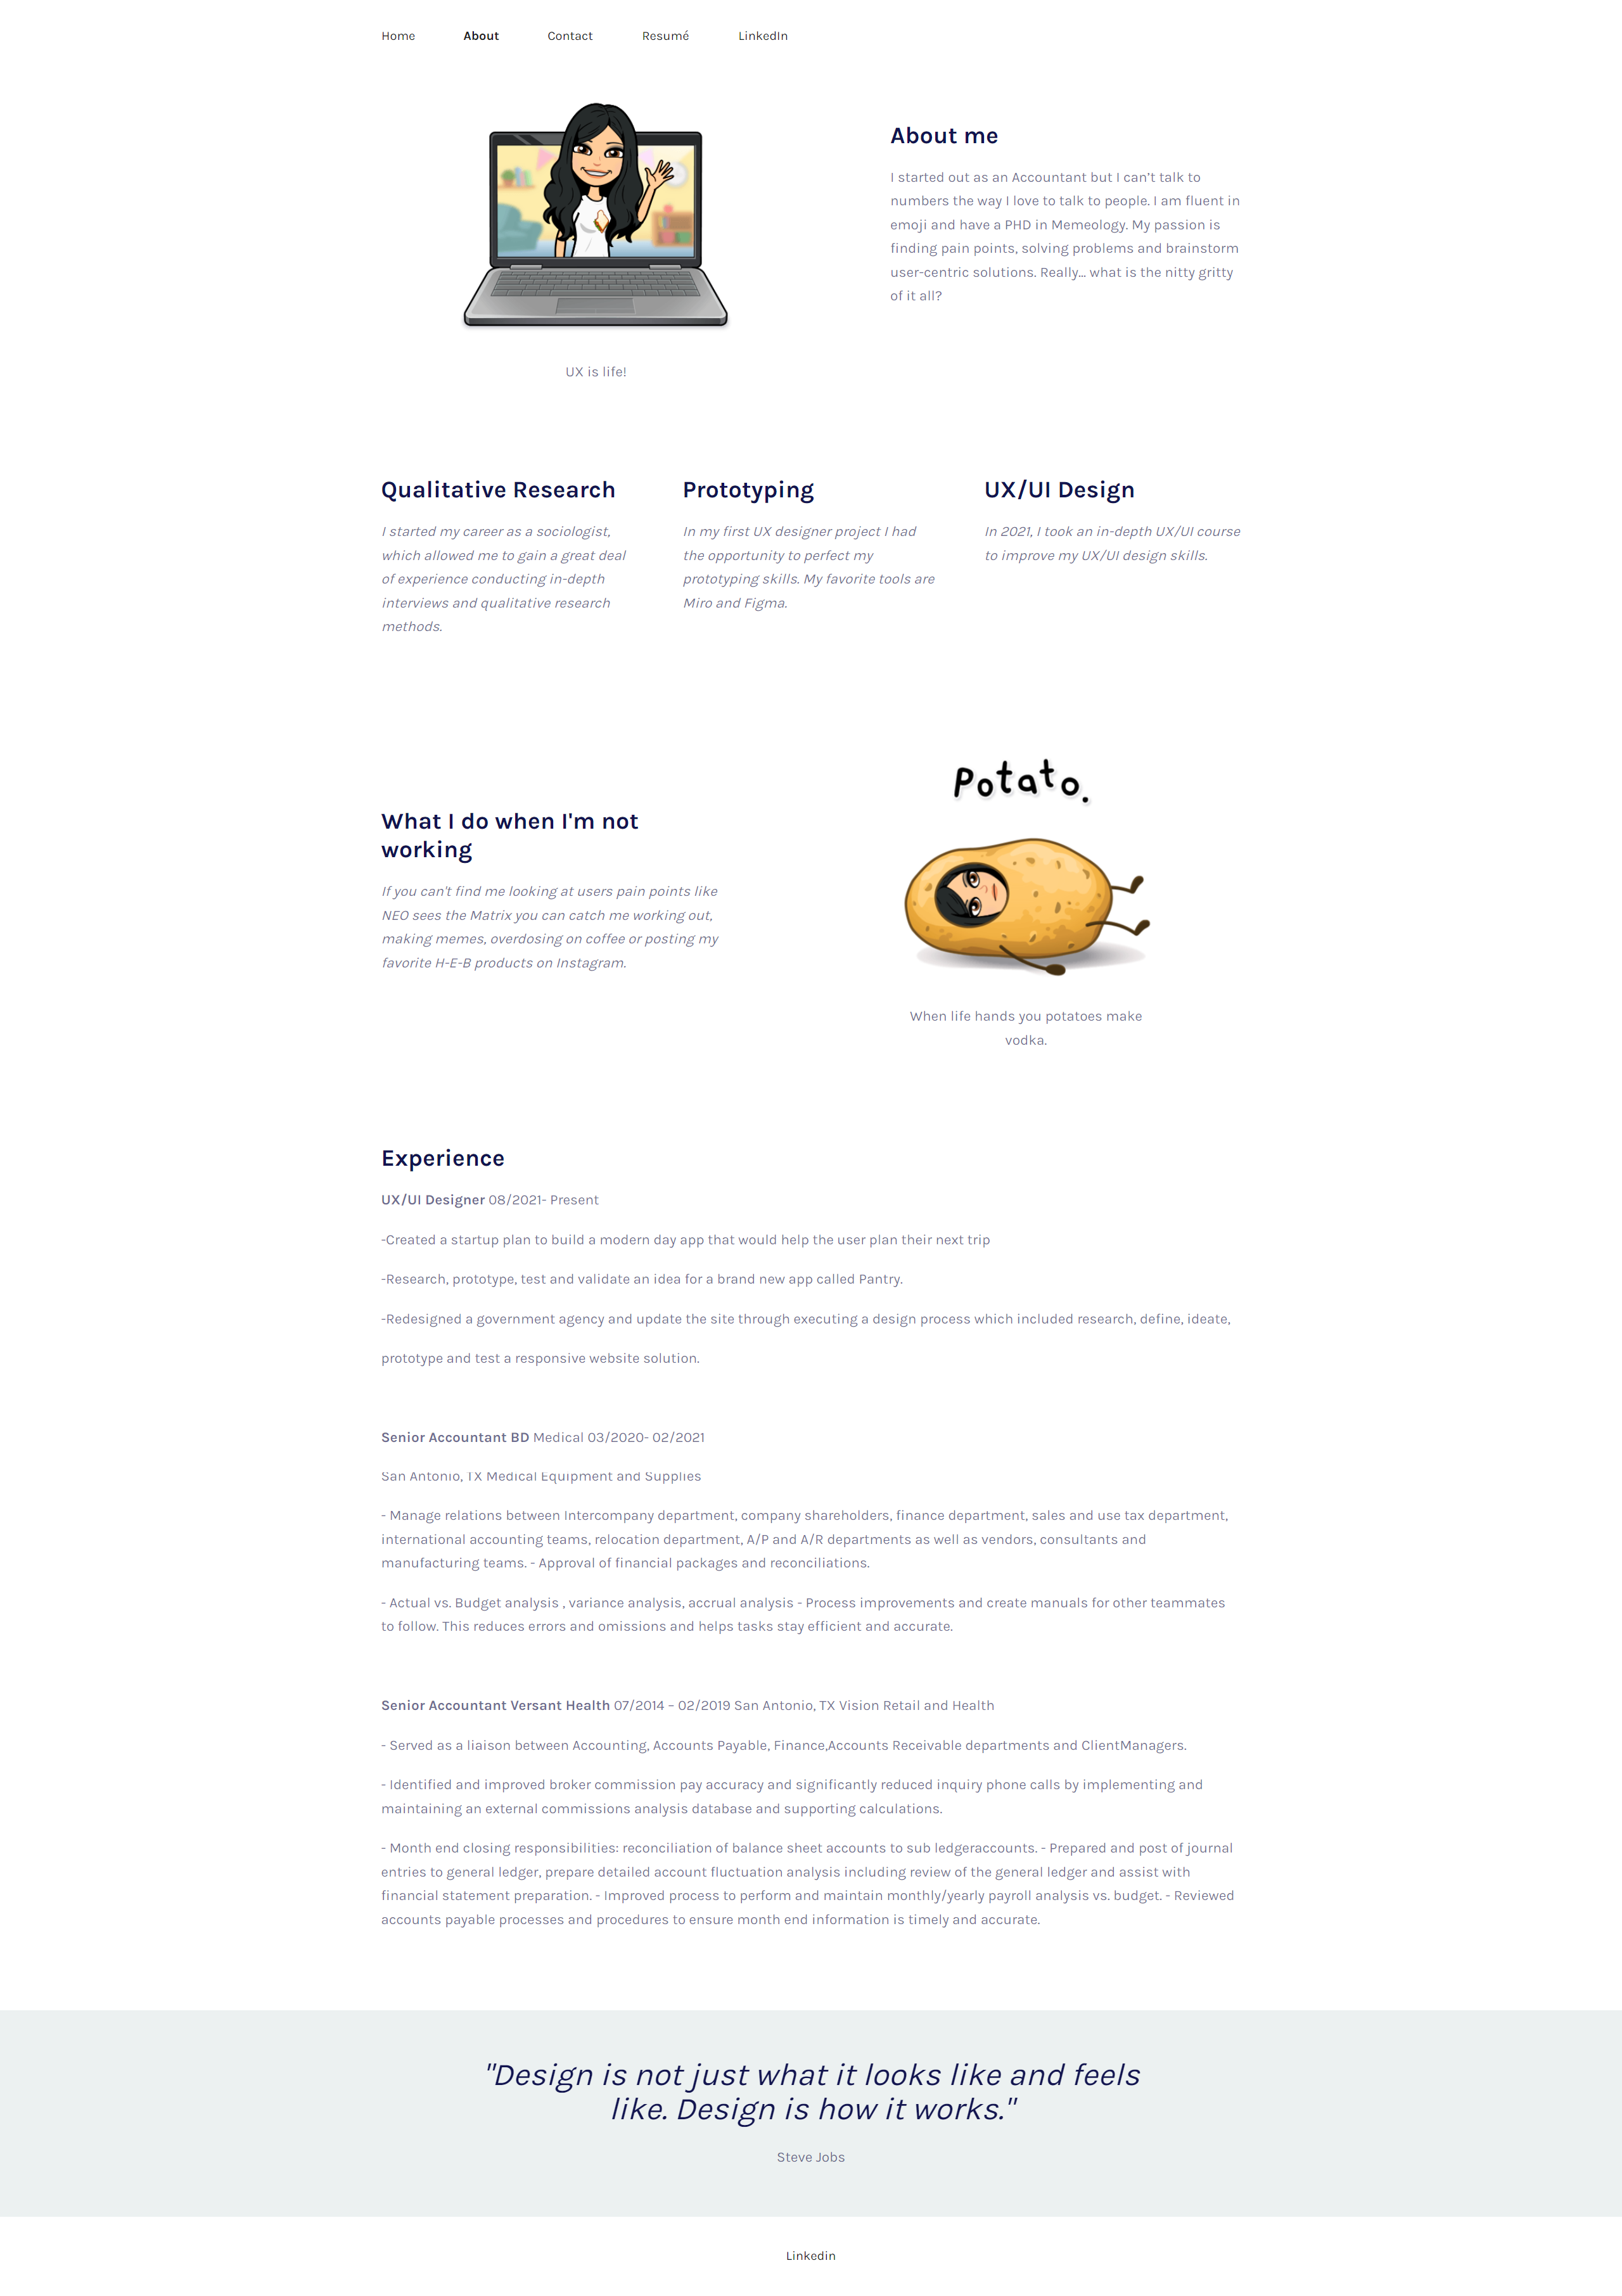 Home About Contact Resumé LinkedIn
About me
I started out as an Accountant but I can't talk to
numbers the way I love to talk to people. I am fluent in
emoji and have a PHD in Memeology. My passion is
finding pain points, solving problems and brainstorm
user-centric solutions. Really... what is the nitty gritty
of it all?
UX is life!
Qualitative Research
I started my career as a sociologist,
which allowed me to gain a great deal
of experience conducting in-depth
interviews and qualitative research
methods.
Prototyping
In my first UX designer project I had
the opportunity to perfect my
prototyping skills. My favorite tools are
Miro and Figma.
UX/UI Design
In 2021, I took an in-depth UX/UI course
to improve my UX/UI design skills.
What I do when I'm not
working
If you can't find me looking at users pain points like
NEO sees the Matrix you can catch me working out,
making memes, overdosing on coffee or posting my
favorite H-E-B products on Instagram.
Potato.
When life hands you potatoes make
vodka.
Experience
UX/UI Designer 08/2021- Present
-Created a startup plan to build a modern day app that would help the user plan their next trip
-Research, prototype, test and validate an idea for a brand new app called Pantry.
-Redesigned a government agency and update the site through executing a design process which included research, define, ideate,
prototype and test a responsive website solution.
Senior Accountant BD Medical 03/2020- 02/2021
San Antonio, TX Medical Equipment and Supplies
- Manage relations between Intercompany department, company shareholders, finance department, sales and use tax department,
international accounting teams, relocation department, A/P and A/R departments as well as vendors, consultants and
manufacturing teams. - Approval of financial packages and reconciliations.
- Actual vs. Budget analysis , variance analysis, accrual analysis - Process improvements and create manuals for other teammates
to follow. This reduces errors and omissions and helps tasks stay efficient and accurate.
Senior Accountant Versant Health 07/2014 – 02/2019 San Antonio, TX Vision Retail and Health
- Served as a liaison between Accounting, Accounts Payable, Finance,Accounts Receivable departments and ClientManagers.
- Identified and improved broker commission pay accuracy and significantly reduced inquiry phone calls by implementing and
maintaining an external commissions analysis database and supporting calculations.
- Month end closing responsibilities: reconciliation of balance sheet accounts to sub ledgeraccounts. - Prepared and post of journal
entries to general ledger, prepare detailed account fluctuation analysis including review of the general ledger and assist with
financial statement preparation. - Improved process to perform and maintain monthly/yearly payroll analysis vs. budget. - Reviewed
accounts payable processes and procedures to ensure month end information is timely and accurate.
"Design is not just what it looks like and feels
like. Design is how it works."
Steve Jobs
Linkedin